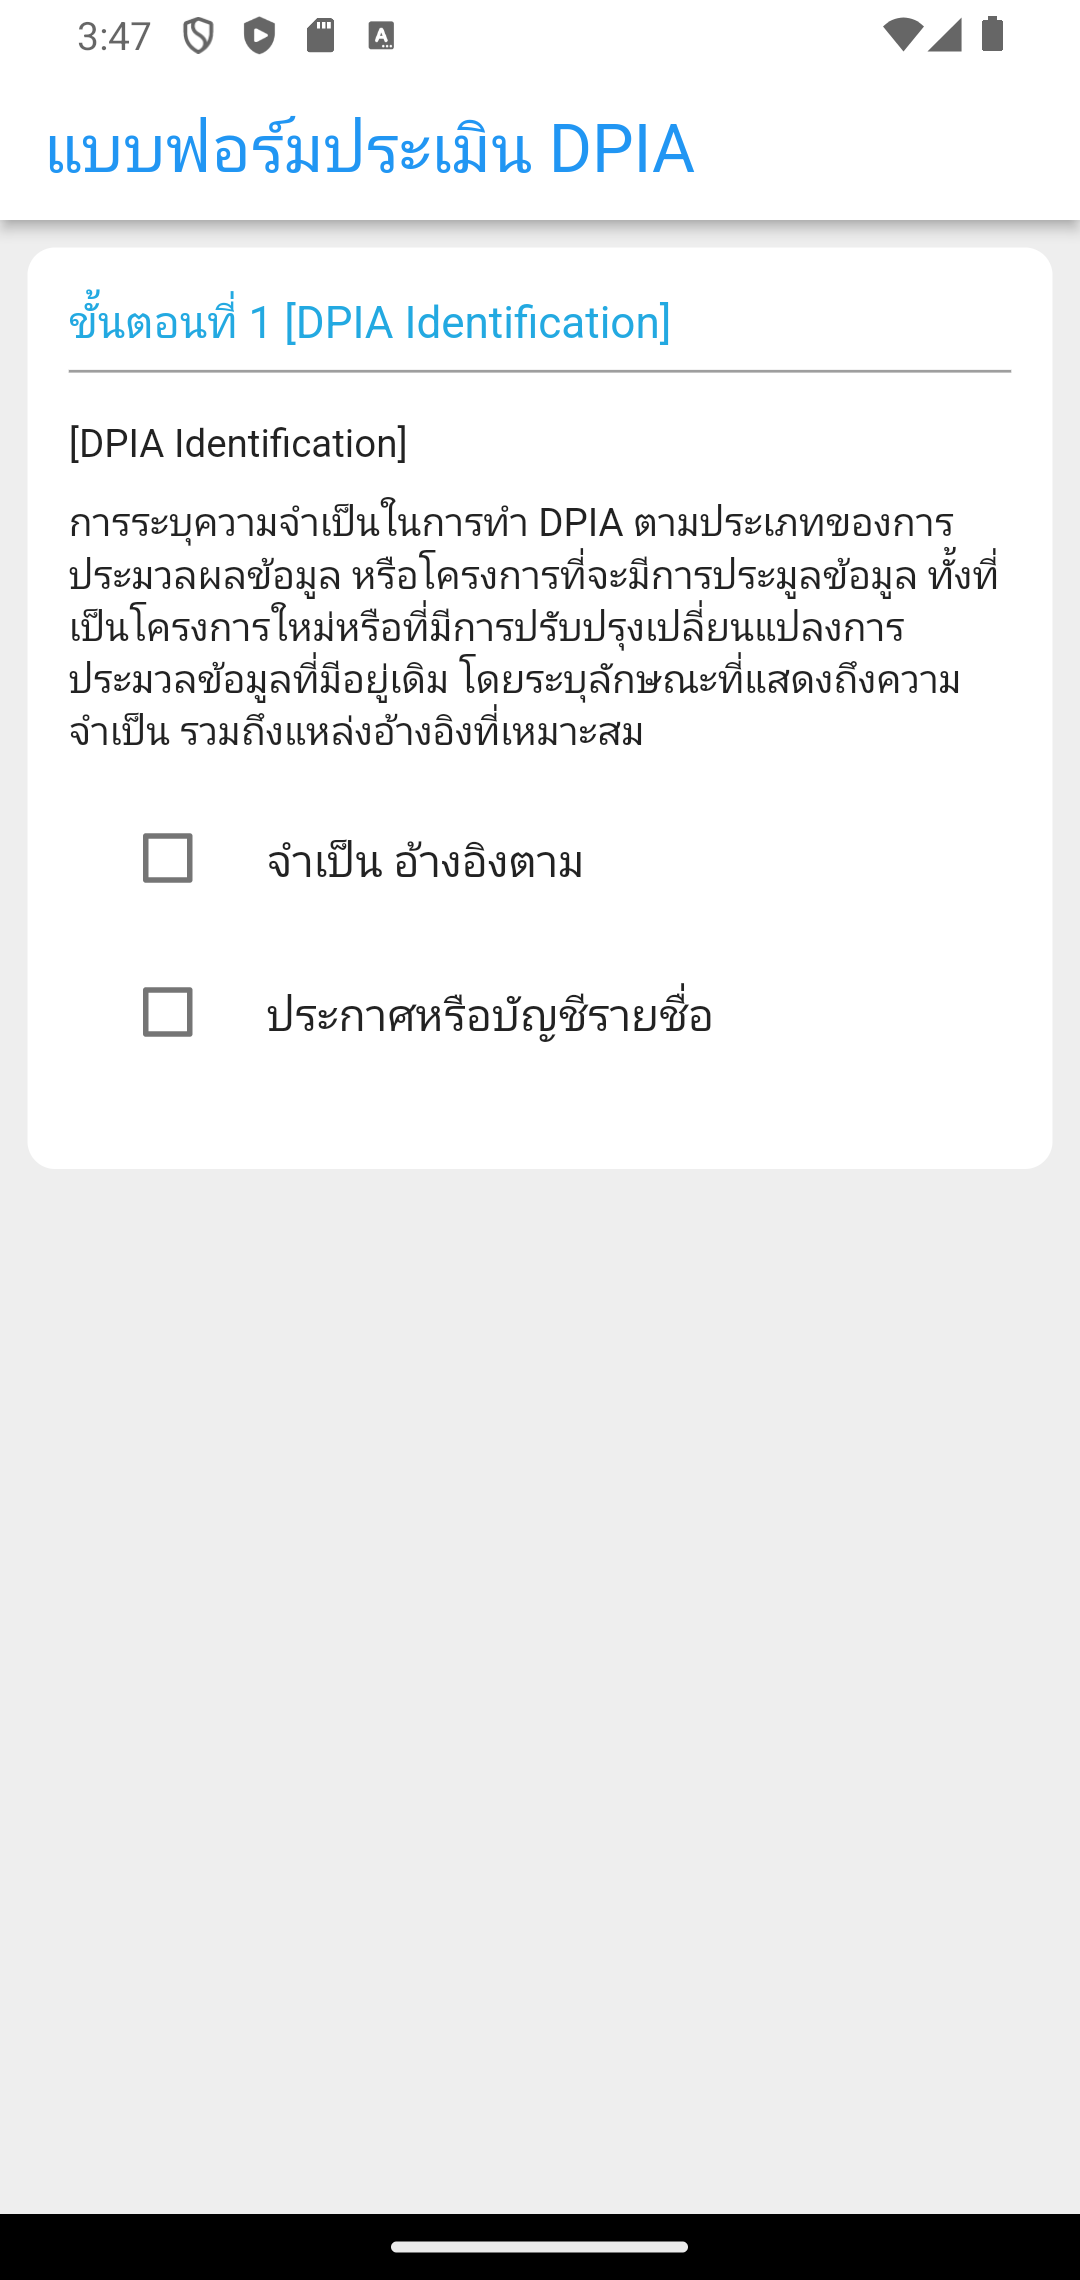 3:47
แบบฟอร์มประเมิน DPIA
ขั้นตอนที่ 1 [DPIA Identification]
[DPIA Identification]
การระบุความจำเป็นในการทำ DPIA ตามประเภทของการ
ประมวลผลข้อมูล หรือโครงการที่จะมีการประมูลข้อมูล ทั้งที่
เป็นโครงการใหม่หรือที่มีการปรับปรุงเปลี่ยนแปลงการ
ประมวลข้อมูลที่มีอยู่เดิม โดยระบุลักษณะที่แสดงถึงความ
จำเป็น รวมถึงแหล่งอ้างอิงที่เหมาะสม
จำเป็น อ้างอิงตาม
ประกาศหรือบัญชีรายชื่อ